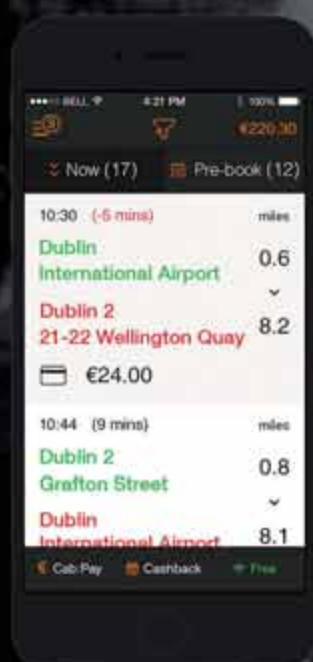 BELL 4:21 PM 100%
€220.30
Now (17) Pre-book (12)
10:30 (-5 mins) miles
Dublin
International Airport 0.6
Dublin 2
21-22 Wellington Quay 8.2
€24.00
10:44 (9 mins) miles
Dublin 2
Grafton Street 0.8
Dublin
International Airport 8.1
€ Cab:Pay Cashback Free